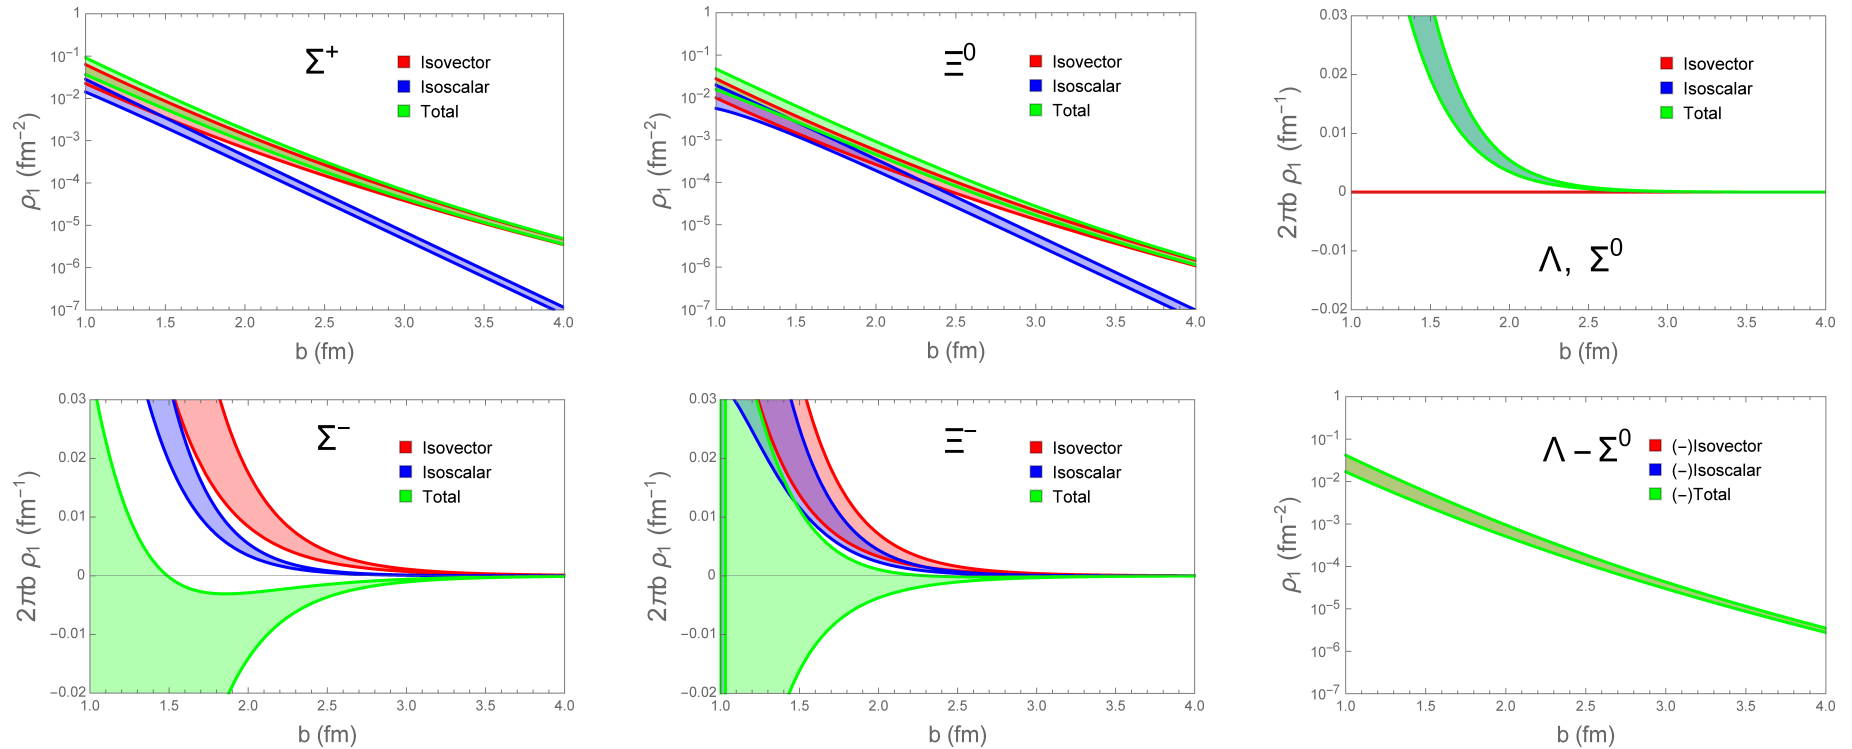 Σ+
Isovector
Isoscalar
Total
1
10−1
10−2
10−3
10−4
10−5
10−6
10−7
ρ1 (fm−2)
1.0 1.5 2.0 2.5 3.0 3.5 4.0
b (fm)
Ξ0
Isovector
Isoscalar
Total
1
10−1
10−2
10−3
10−4
10−5
10−6
10−7
ρ1 (fm−2)
1.0 1.5 2.0 2.5 3.0 3.5 4.0
b (fm)
Isovector
Isoscalar
Total
Λ, Σ0
0.03
0.02
0.01
0
−0.01
−0.02
2πb ρ1 (fm−1)
1.0 1.5 2.0 2.5 3.0 3.5 4.0
b (fm)
Σ−
Isovector
Isoscalar
Total
0.03
0.02
0.01
0
−0.01
−0.02
2πb ρ1 (fm−1)
1.0 1.5 2.0 2.5 3.0 3.5 4.0
b (fm)
Ξ−
Isovector
Isoscalar
Total
0.03
0.02
0.01
0
−0.01
−0.02
2πb ρ1 (fm−1)
1.0 1.5 2.0 2.5 3.0 3.5 4.0
b (fm)
Λ − Σ0
(−)Isovector
(−)Isoscalar
(−)Total
1
10−1
10−2
10−3
10−4
10−5
10−6
10−7
ρ1 (fm−2)
1.0 1.5 2.0 2.5 3.0 3.5 4.0
b (fm)